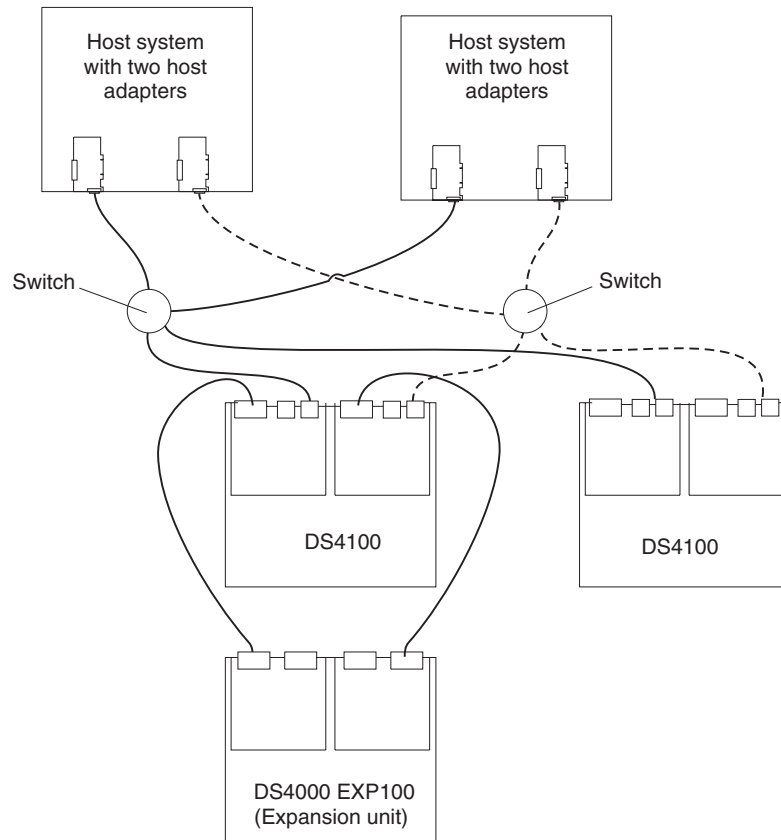 Host system
with two host
adapters
Host system
with two host
adapters
Switch
Switch
DS4100
DS4100
DS4000 EXP100
(Expansion unit)